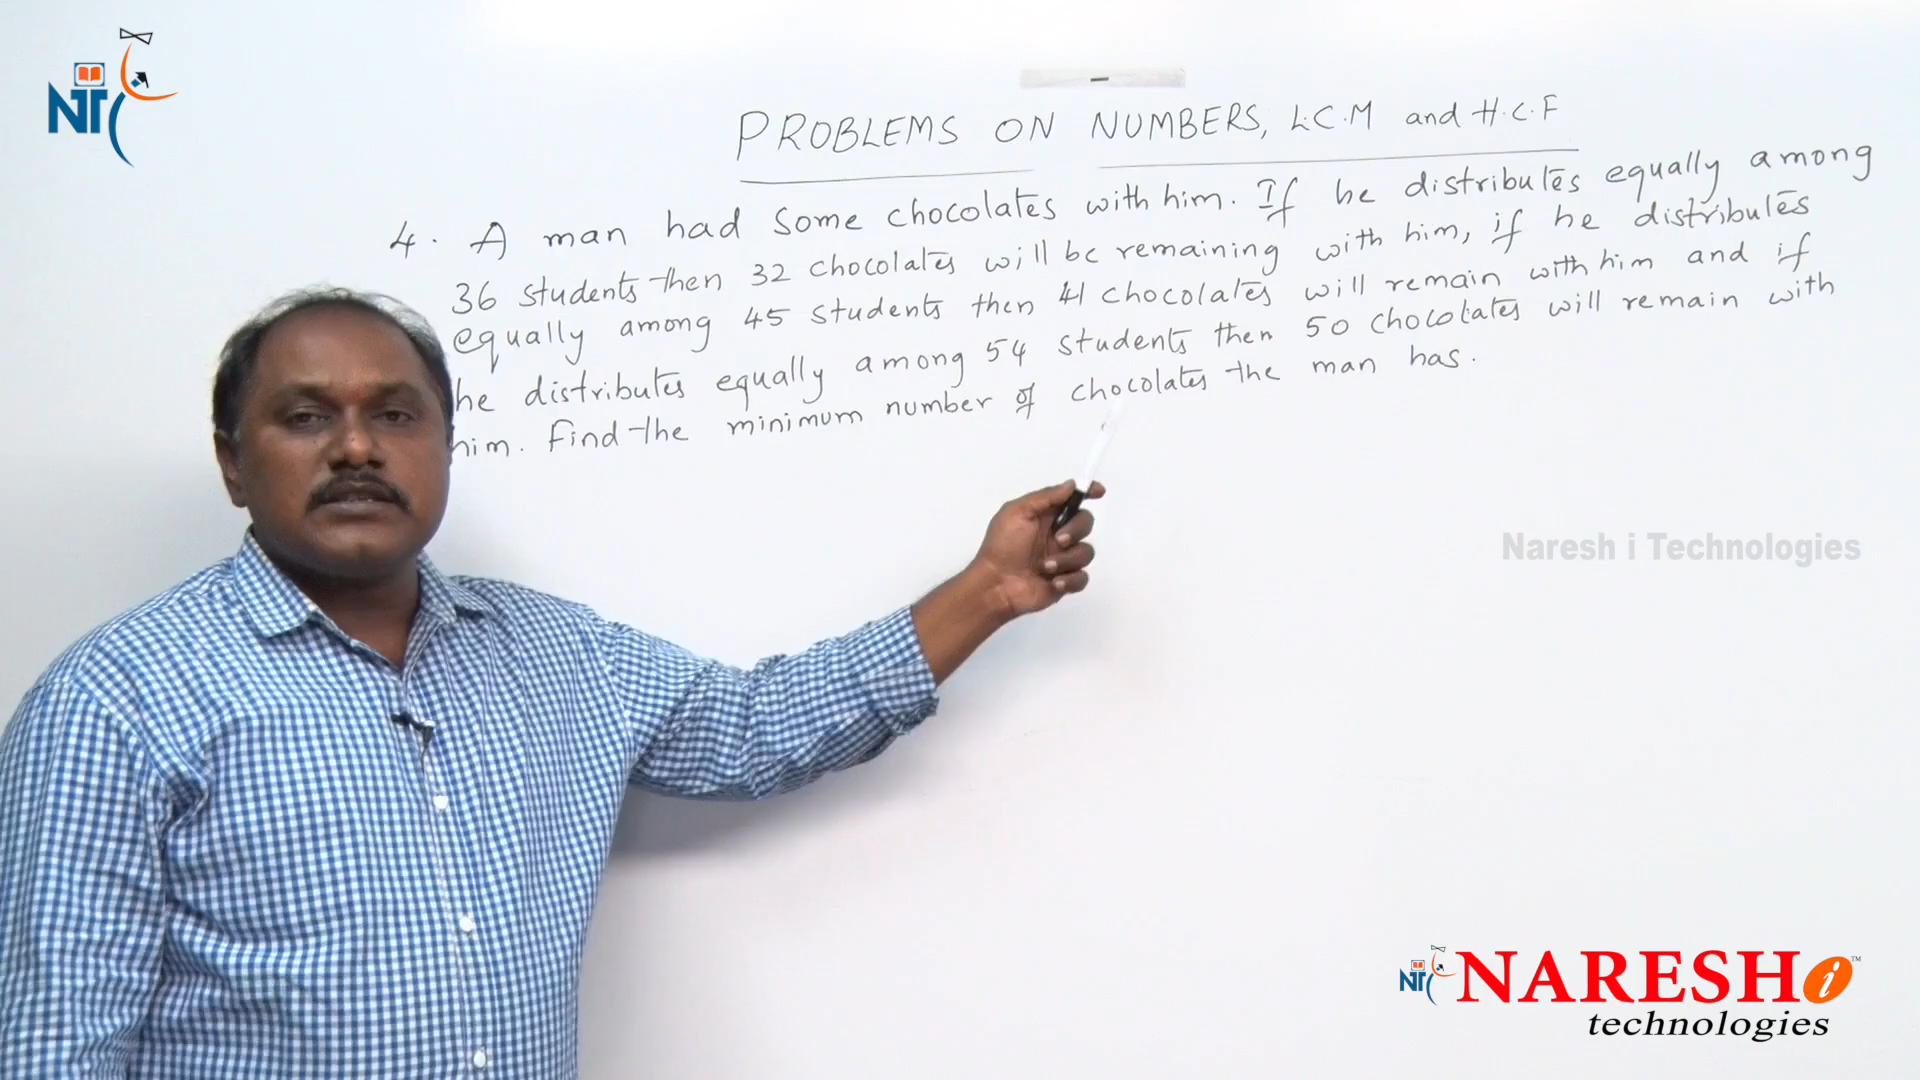 NT
PROBLEMS ON NUMBERS, L.C.M and H.C.F
4. A man had some chocolates with him. If he distributes equally among
36 students then 32 chocolates will be remaining with him, if he distributes
equally among 45 students then 41 chocolates will remain with him and if
he distributes equally among 54 students then 50 chocolates will remain with
him. Find the minimum number of chocolates the man has.
Naresh i Technologies
NT NARESH i ™
technologies